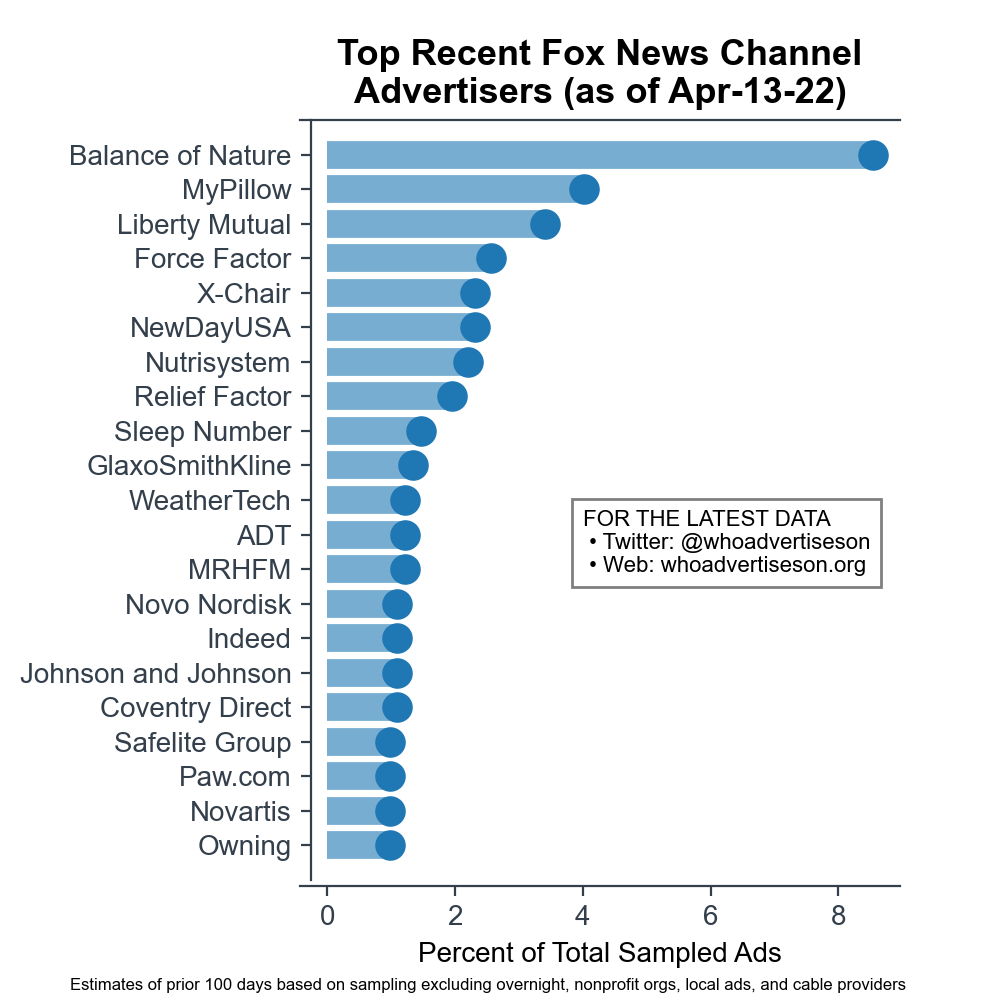 Top Recent Fox News Channel
Advertisers (as of Apr-13-22)
Balance of Nature
MyPillow
Liberty Mutual
Force Factor
X-Chair
NewDayUSA
Nutrisystem
Relief Factor
Sleep Number
GlaxoSmithKline
WeatherTech
ADT
MRHFM
Novo Nordisk
Indeed
Johnson and Johnson
Coventry Direct
Safelite Group
Paw.com
Novartis
Owning
FOR THE LATEST DATA
• Twitter: @whoadvertiseson
• Web: whoadvertiseson.org
0 2 4 6 8
Percent of Total Sampled Ads
Estimates of prior 100 days based on sampling excluding overnight, nonprofit orgs, local ads, and cable providers